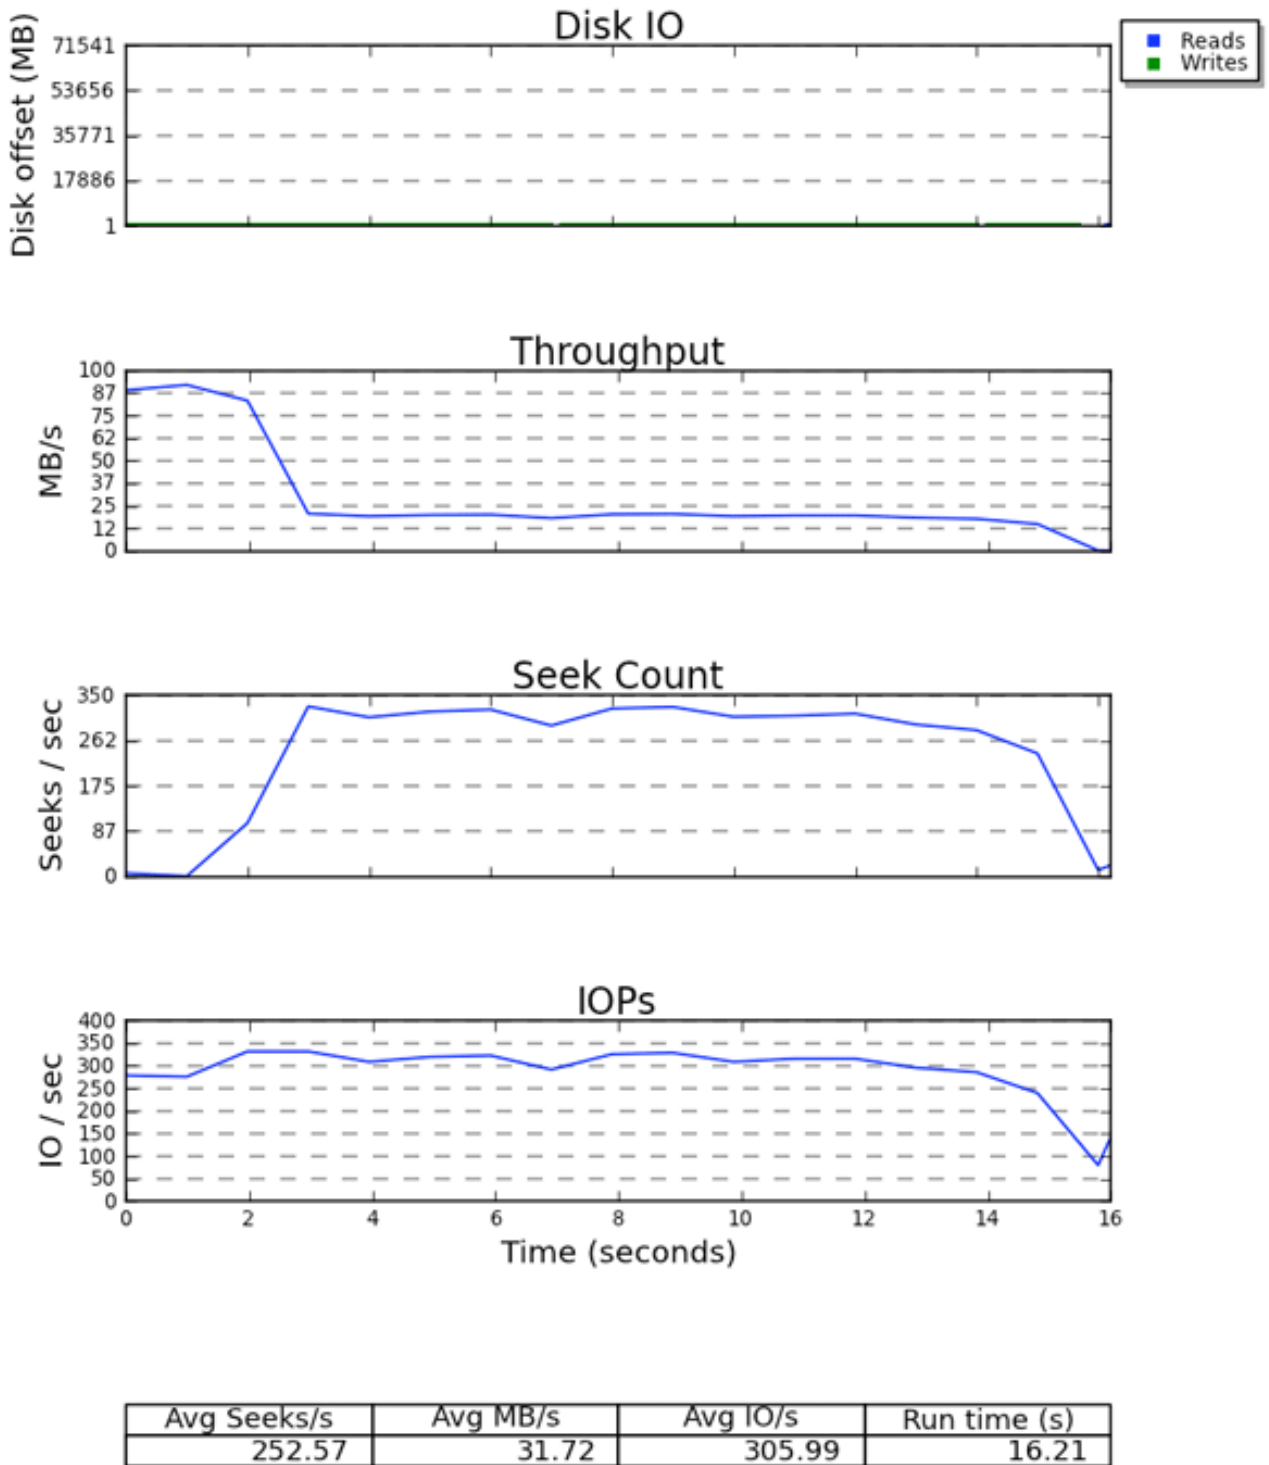 Disk IO
Disk offset (MB)
71541
53656
35771
17886
1
Reads
Writes
Throughput
MB/s
100
87
75
62
50
37
25
12
0
Seek Count
Seeks / sec
350
262
175
87
0
IOPs
IO / sec
400
350
300
250
200
150
100
50
0
0 2 4 6 8 10 12 14 16
Time (seconds)
Avg Seeks/s Avg MB/s Avg IO/s Run time (s)
252.57 31.72 305.99 16.21